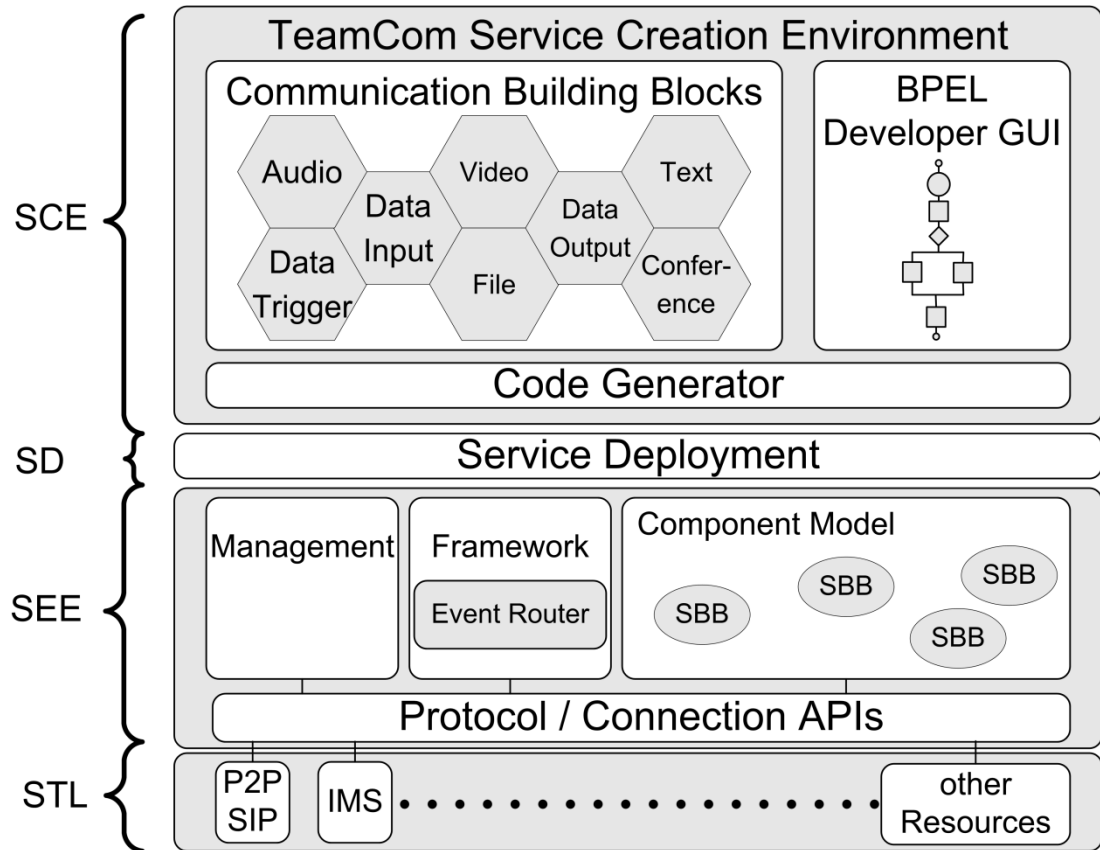 TeamCom Service Creation Environment
Communication Building Blocks
BPEL
Developer GUI
Audio
Video
Text
Data
Input
Data
Output
Data
Trigger
File
Confer-
ence
SCE
Code Generator
SD
Service Deployment
Management
Framework
Component Model
Event Router
SBB
SBB
SBB
SBB
SEE
Protocol / Connection APIs
STL
P2P
SIP
IMS
other
Resources